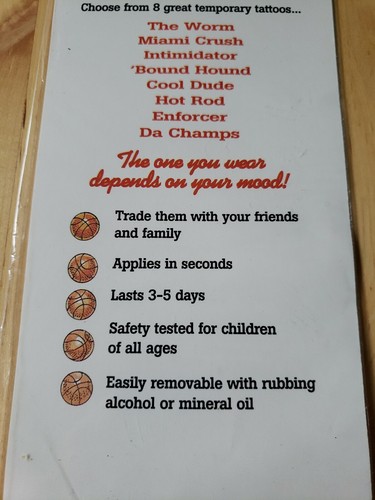 Choose from 8 great temporary tattoos...
The Worm
Miami Crush
Intimidator
'Bound Hound
Cool Dude
Hot Rod
Enforcer
Da Champs
The one you wear
depends on your mood!
Trade them with your friends
and family
Applies in seconds
Lasts 3-5 days
Safety tested for children
of all ages
Easily removable with rubbing
alcohol or mineral oil